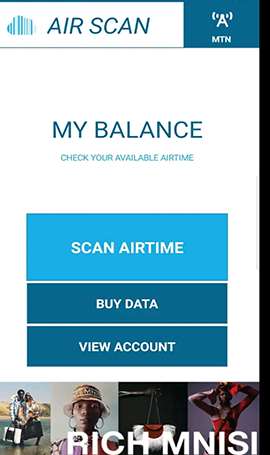 AIR SCAN
MTN
MY BALANCE
CHECK YOUR AVAILABLE AIRTIME
SCAN AIRTIME
BUY DATA
VIEW ACCOUNT
RICH MNISI